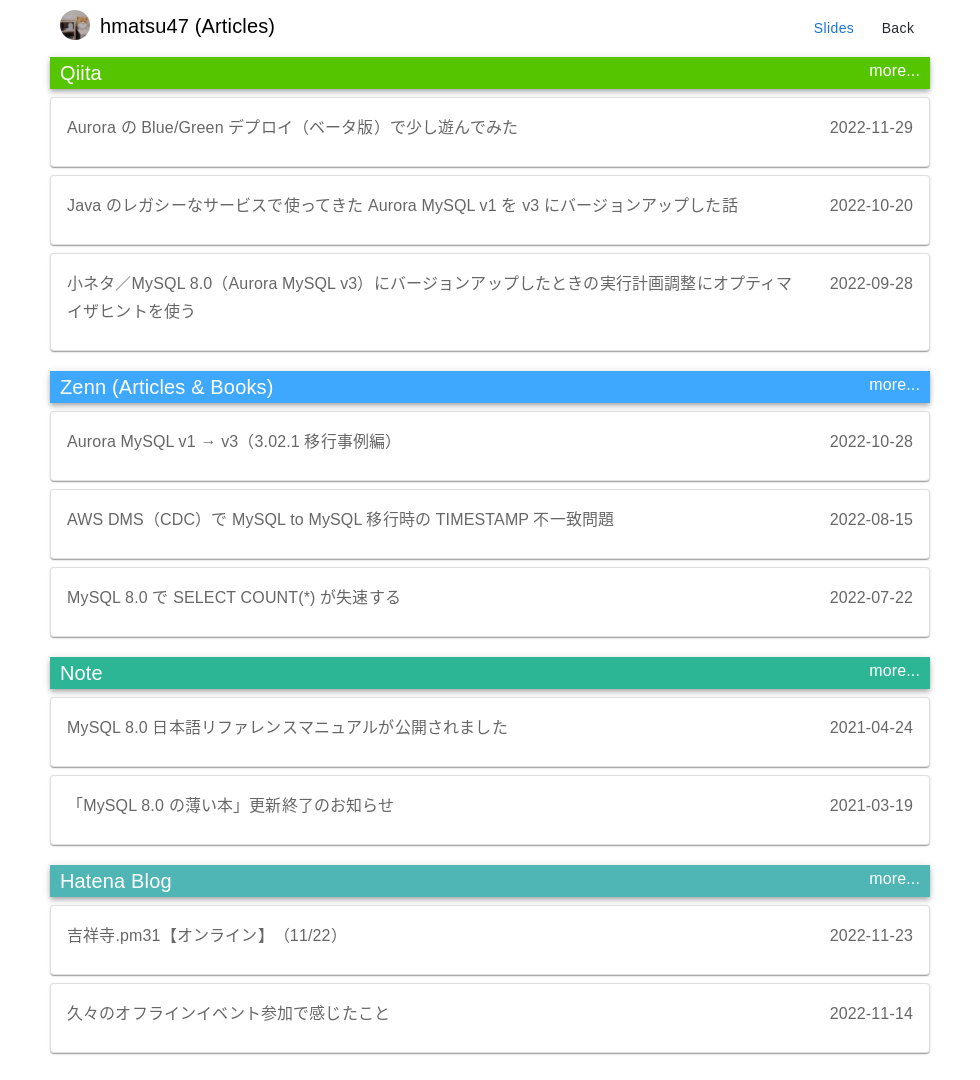 hmatsu47 (Articles)
Slides
Back
Qiita
more...
Aurora の Blue/Green デプロイ（ベータ版）で少し遊んでみた
2022-11-29
Java のレガシーなサービスで使ってきた Aurora MySQL v1 を v3 にバージョンアップした話
2022-10-20
小ネタ／MySQL 8.0（Aurora MySQL v3）にバージョンアップしたときの実行計画調整にオプティマ
イザヒントを使う
2022-09-28
Zenn (Articles & Books)
more...
Aurora MySQL v1 → v3（3.02.1 移行事例編）
2022-10-28
AWS DMS（CDC）で MySQL to MySQL 移行時の TIMESTAMP 不一致問題
2022-08-15
MySQL 8.0 で SELECT COUNT(*) が失速する
2022-07-22
Note
more...
MySQL 8.0 日本語リファレンスマニュアルが公開されました
2021-04-24
「MySQL 8.0 の薄い本」更新終了のお知らせ
2021-03-19
Hatena Blog
more...
吉祥寺.pm31【オンライン】（11/22）
2022-11-23
久々のオフラインイベント参加で感じたこと
2022-11-14